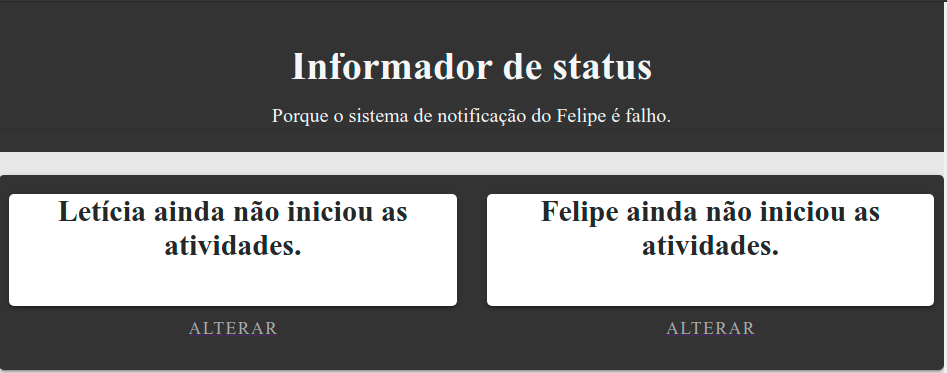 Informador de status
Porque o sistema de notificação do Felipe é falho.
Letícia ainda não iniciou as
atividades.
ALTERAR
Felipe ainda não iniciou as
atividades.
ALTERAR